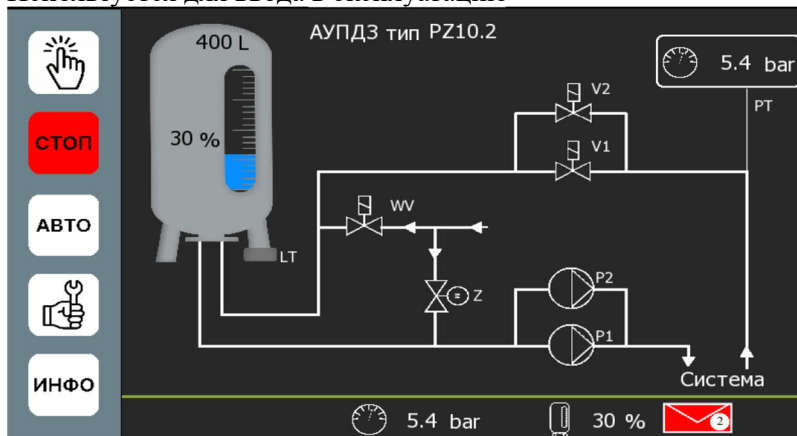 АУПДЗ тип PZ10.2
400 L
30 %
LT
СТОП
АВТО
ИНФО
V2
V1
WV
Z
P2
P1
5.4 bar
PT
Система
5.4 bar
30 %
2